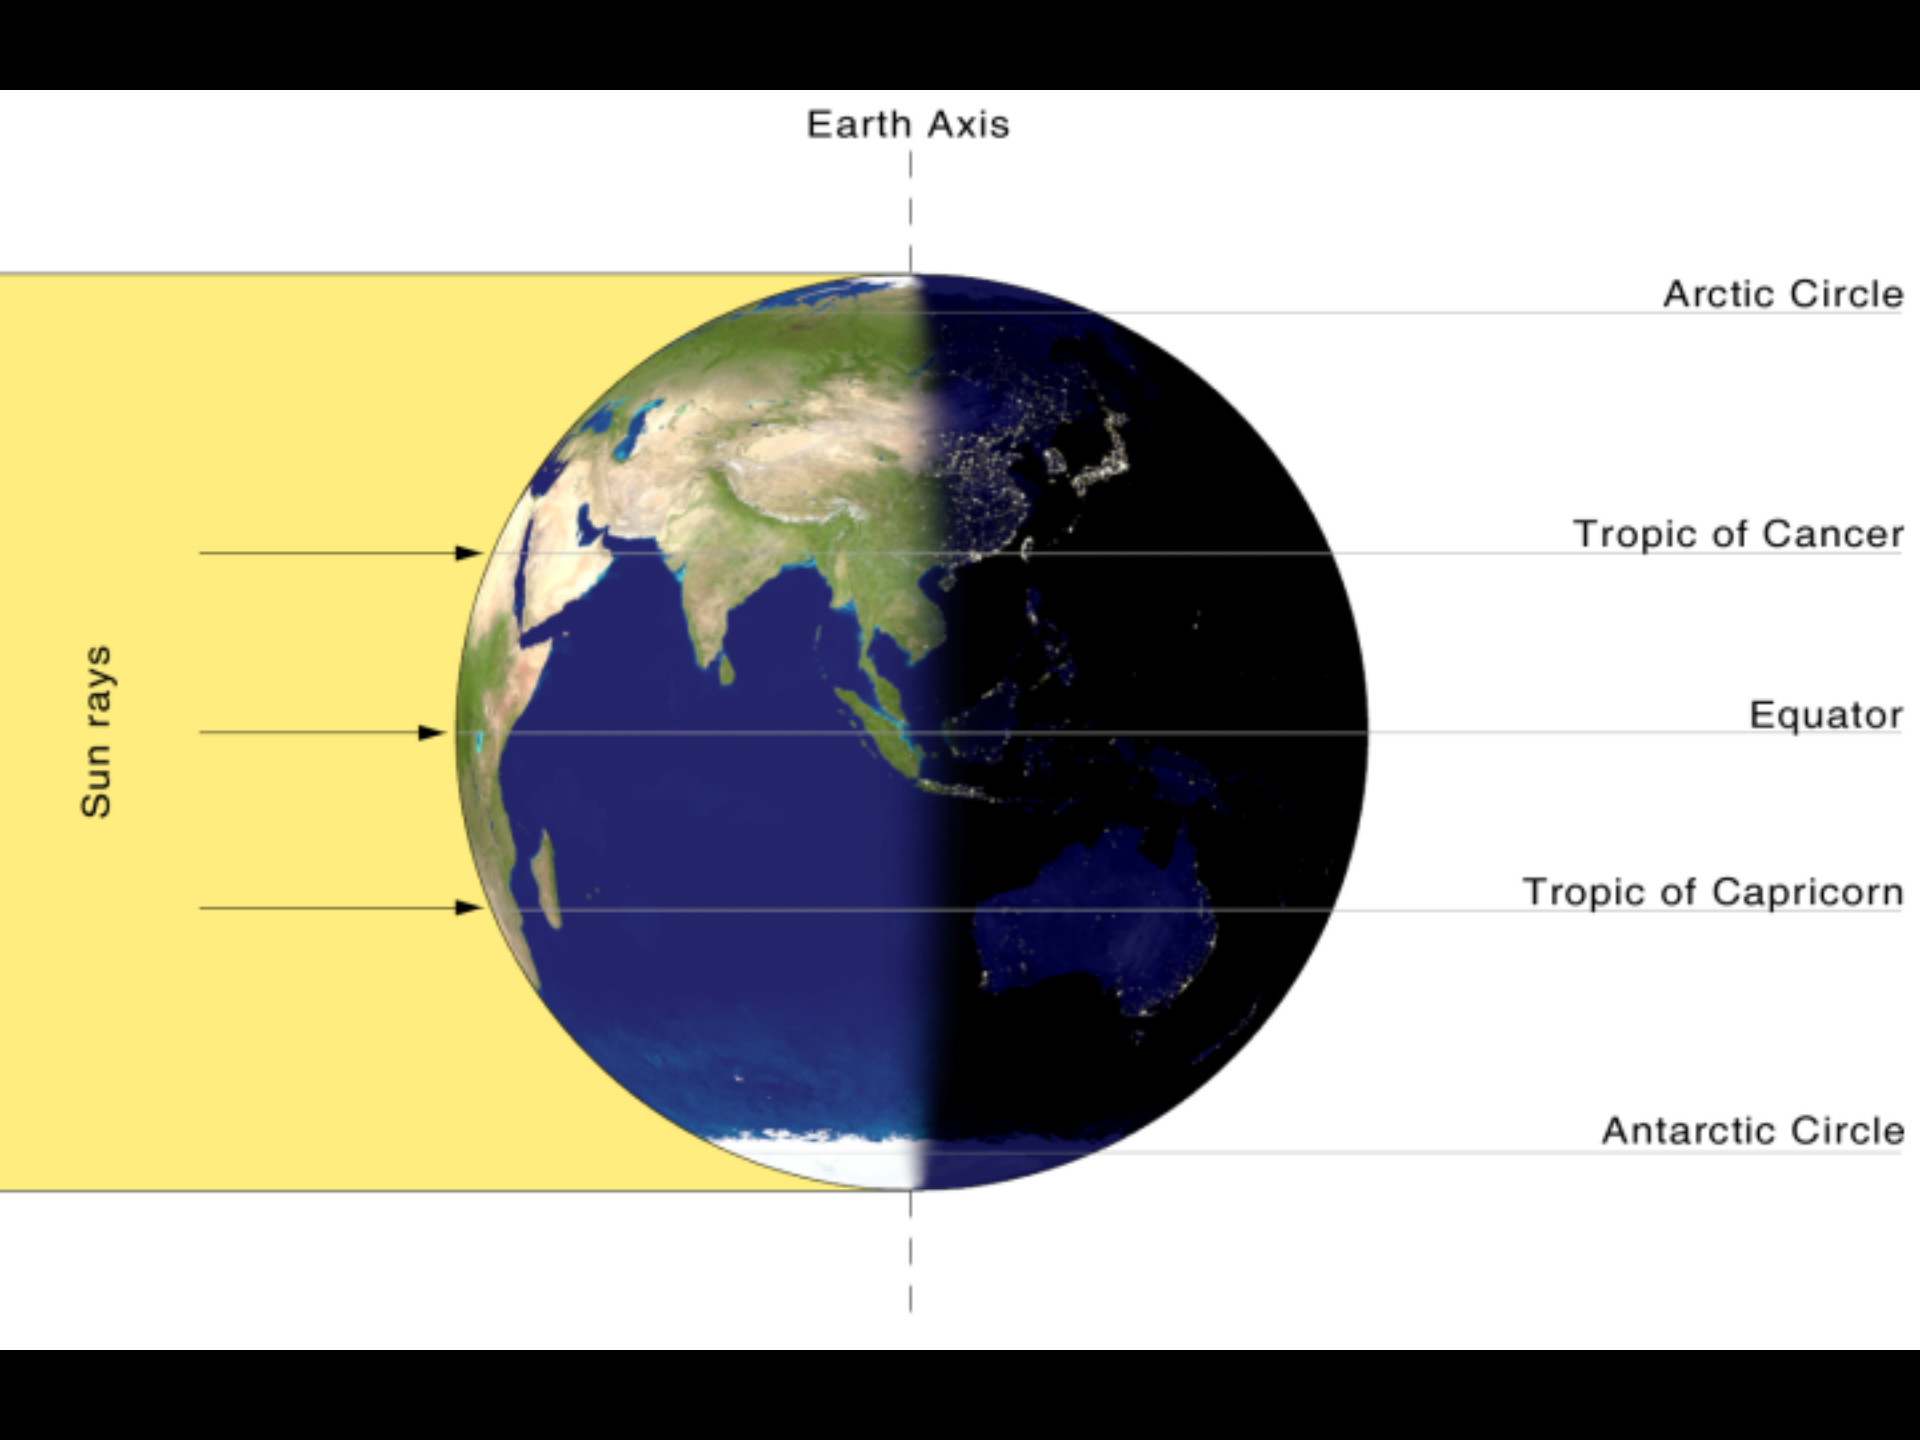 Earth Axis
Arctic Circle
Tropic of Cancer
Sun rays
Equator
Tropic of Capricorn
Antarctic Circle